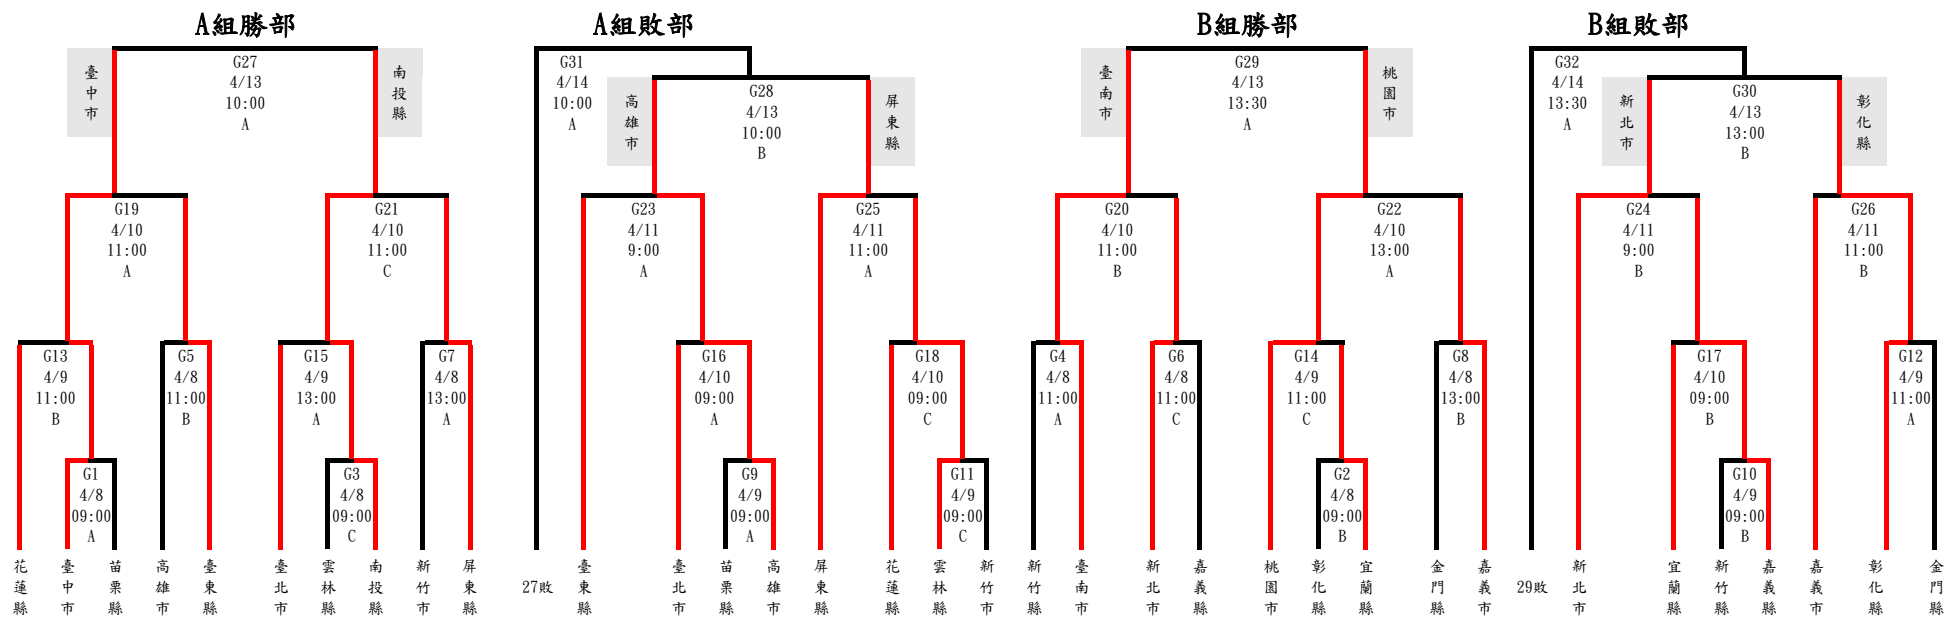 A組勝部
A組敗部
B組勝部
B組敗部
臺中市
G27
4/13
10:00
A
南投縣
G31
4/14
10:00
A
高雄市
G28
4/13
10:00
B
屏東縣
臺南市
G29
4/13
13:30
A
桃園市
G32
4/14
13:30
A
新北市
G30
4/13
13:00
B
彰化縣
G19
4/10
11:00
A
G21
4/10
11:00
C
G23
4/11
9:00
A
G25
4/11
11:00
A
G20
4/10
11:00
B
G22
4/10
13:00
A
G24
4/11
9:00
B
G26
4/11
11:00
B
G13
4/9
11:00
B
G5
4/8
11:00
B
G15
4/9
13:00
A
G7
4/8
13:00
A
G16
4/10
09:00
A
G18
4/10
09:00
C
G4
4/8
11:00
A
G6
4/8
11:00
C
G14
4/9
11:00
C
G8
4/8
13:00
B
G17
4/10
09:00
B
G12
4/9
11:00
A
G1
4/8
09:00
A
G3
4/8
09:00
C
G9
4/9
09:00
A
G11
4/9
09:00
C
G2
4/8
09:00
B
G10
4/9
09:00
B
花蓮縣
臺中市
苗栗縣
高雄市
臺東縣
臺北市
雲林縣
南投縣
新竹市
屏東縣
27敗
臺東縣
臺北市
苗栗縣
高雄市
屏東縣
花蓮縣
雲林縣
新竹市
新竹縣
臺南市
新北市
嘉義縣
桃園市
彰化縣
宜蘭縣
金門縣
嘉義市
29敗
新北市
宜蘭縣
新竹縣
嘉義縣
嘉義市
彰化縣
金門縣